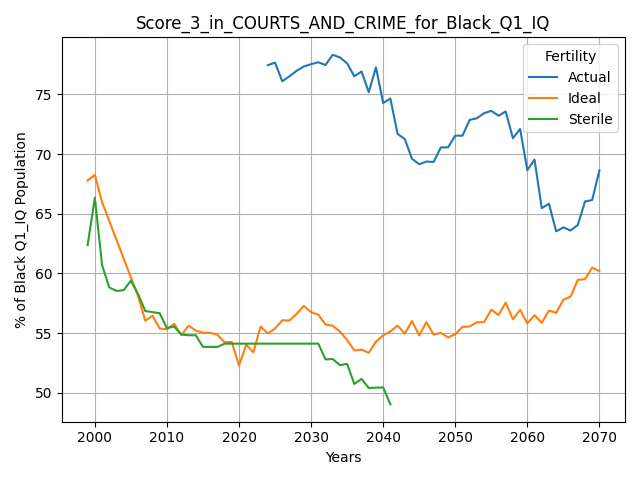 Score_3_in_COURTS_AND_CRIME_for_Black_Q1_IQ
% of Black Q1_IQ Population
75
70
65
60
55
50
Fertility
Actual
Ideal
Sterile
2000 2010 2020 2030 2040 2050 2060 2070
Years